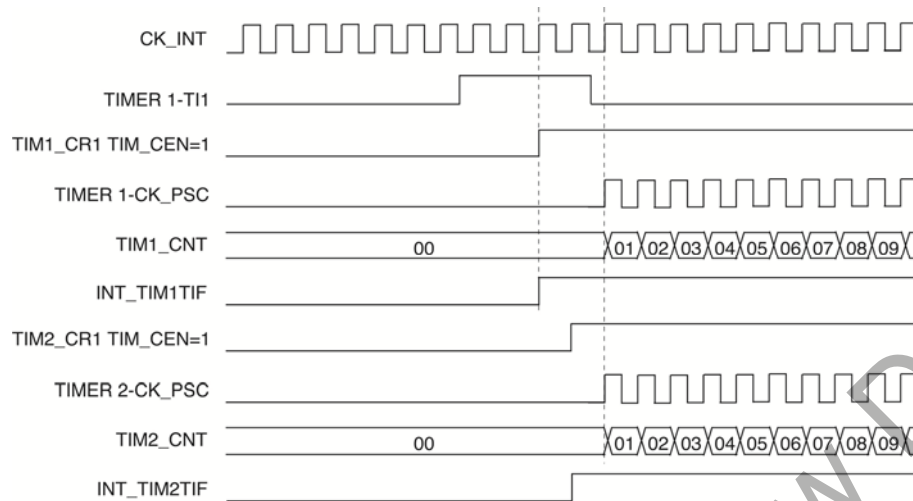 CK_INT
TIMER 1-TI1
TIM1_CR1 TIM_CEN=1
TIMER 1-CK_PSC
TIM1_CNT 00 01 02 03 04 05 06 07 08 09
INT_TIM1TIF
TIM2_CR1 TIM_CEN=1
TIMER 2-CK_PSC
TIM2_CNT 00 01 02 03 04 05 06 07 08 09
INT_TIM2TIF